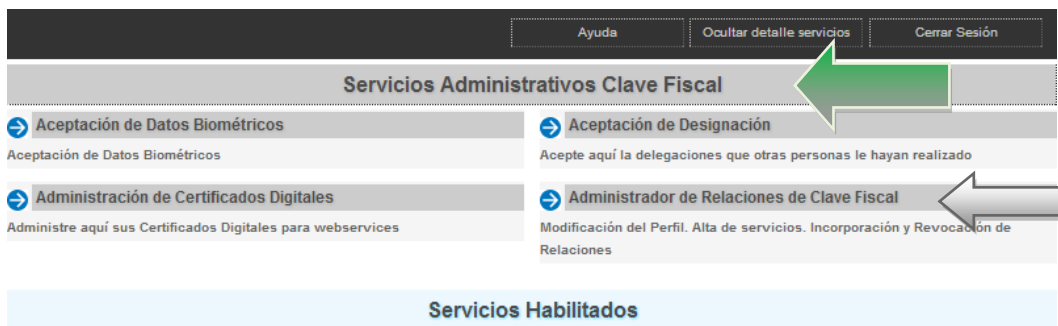 Ayuda
Ocultar detalle servicios
Cerrar Sesión
Servicios Administrativos Clave Fiscal
Aceptación de Datos Biométricos
Aceptación de Datos Biométricos
Aceptación de Designación
Acepte aquí la delegaciones que otras personas le hayan realizado
Administración de Certificados Digitales
Administre aquí sus Certificados Digitales para webservices
Administrador de Relaciones de Clave Fiscal
Modificación del Perfil. Alta de servicios. Incorporación y Revocación de
Relaciones
Servicios Habilitados